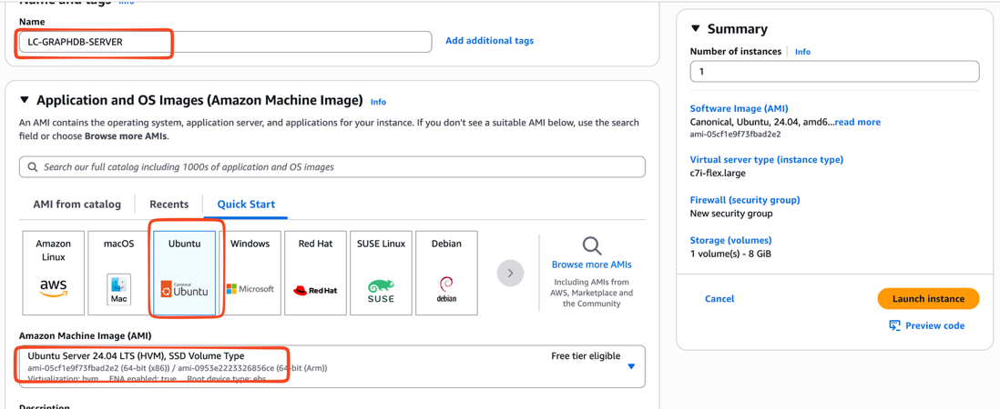 Name and tags Info
Name
LC-GRAPHDB-SERVER
Add additional tags
Application and OS Images (Amazon Machine Image) Info
An AMI contains the operating system, application server, and applications for your instance. If you don't see a suitable AMI below, use the search
field or choose Browse more AMIs.
Search our full catalog including 1000s of application and OS images
AMI from catalog
Recents
Quick Start
Amazon
Linux
aws
macOS
Mac
Ubuntu
Canonical
Ubuntu
Windows
Microsoft
Red Hat
Red Hat
SUSE Linux
SUSE
Debian
debian
Browse more AMIs
Including AMIs from
AWS, Marketplace and
the Community
Amazon Machine Image (AMI)
Ubuntu Server 24.04 LTS (HVM), SSD Volume Type
Free tier eligible
ami-05cf1e9f73fbad2e2 (64-bit (x86)) / ami-0953e2223326856ce (64-bit (Arm))
Virtualization: hvm ENA enabled: true Root device type: ebs
Description
Summary
Number of instances Info
1
Software Image (AMI)
Canonical, Ubuntu, 24.04, amd6...read more
ami-05cf1e9f73fbad2e2
Virtual server type (instance type)
c7i-flex.large
Firewall (security group)
New security group
Storage (volumes)
1 volume(s) - 8 GiB
Cancel
Launch instance
Preview code